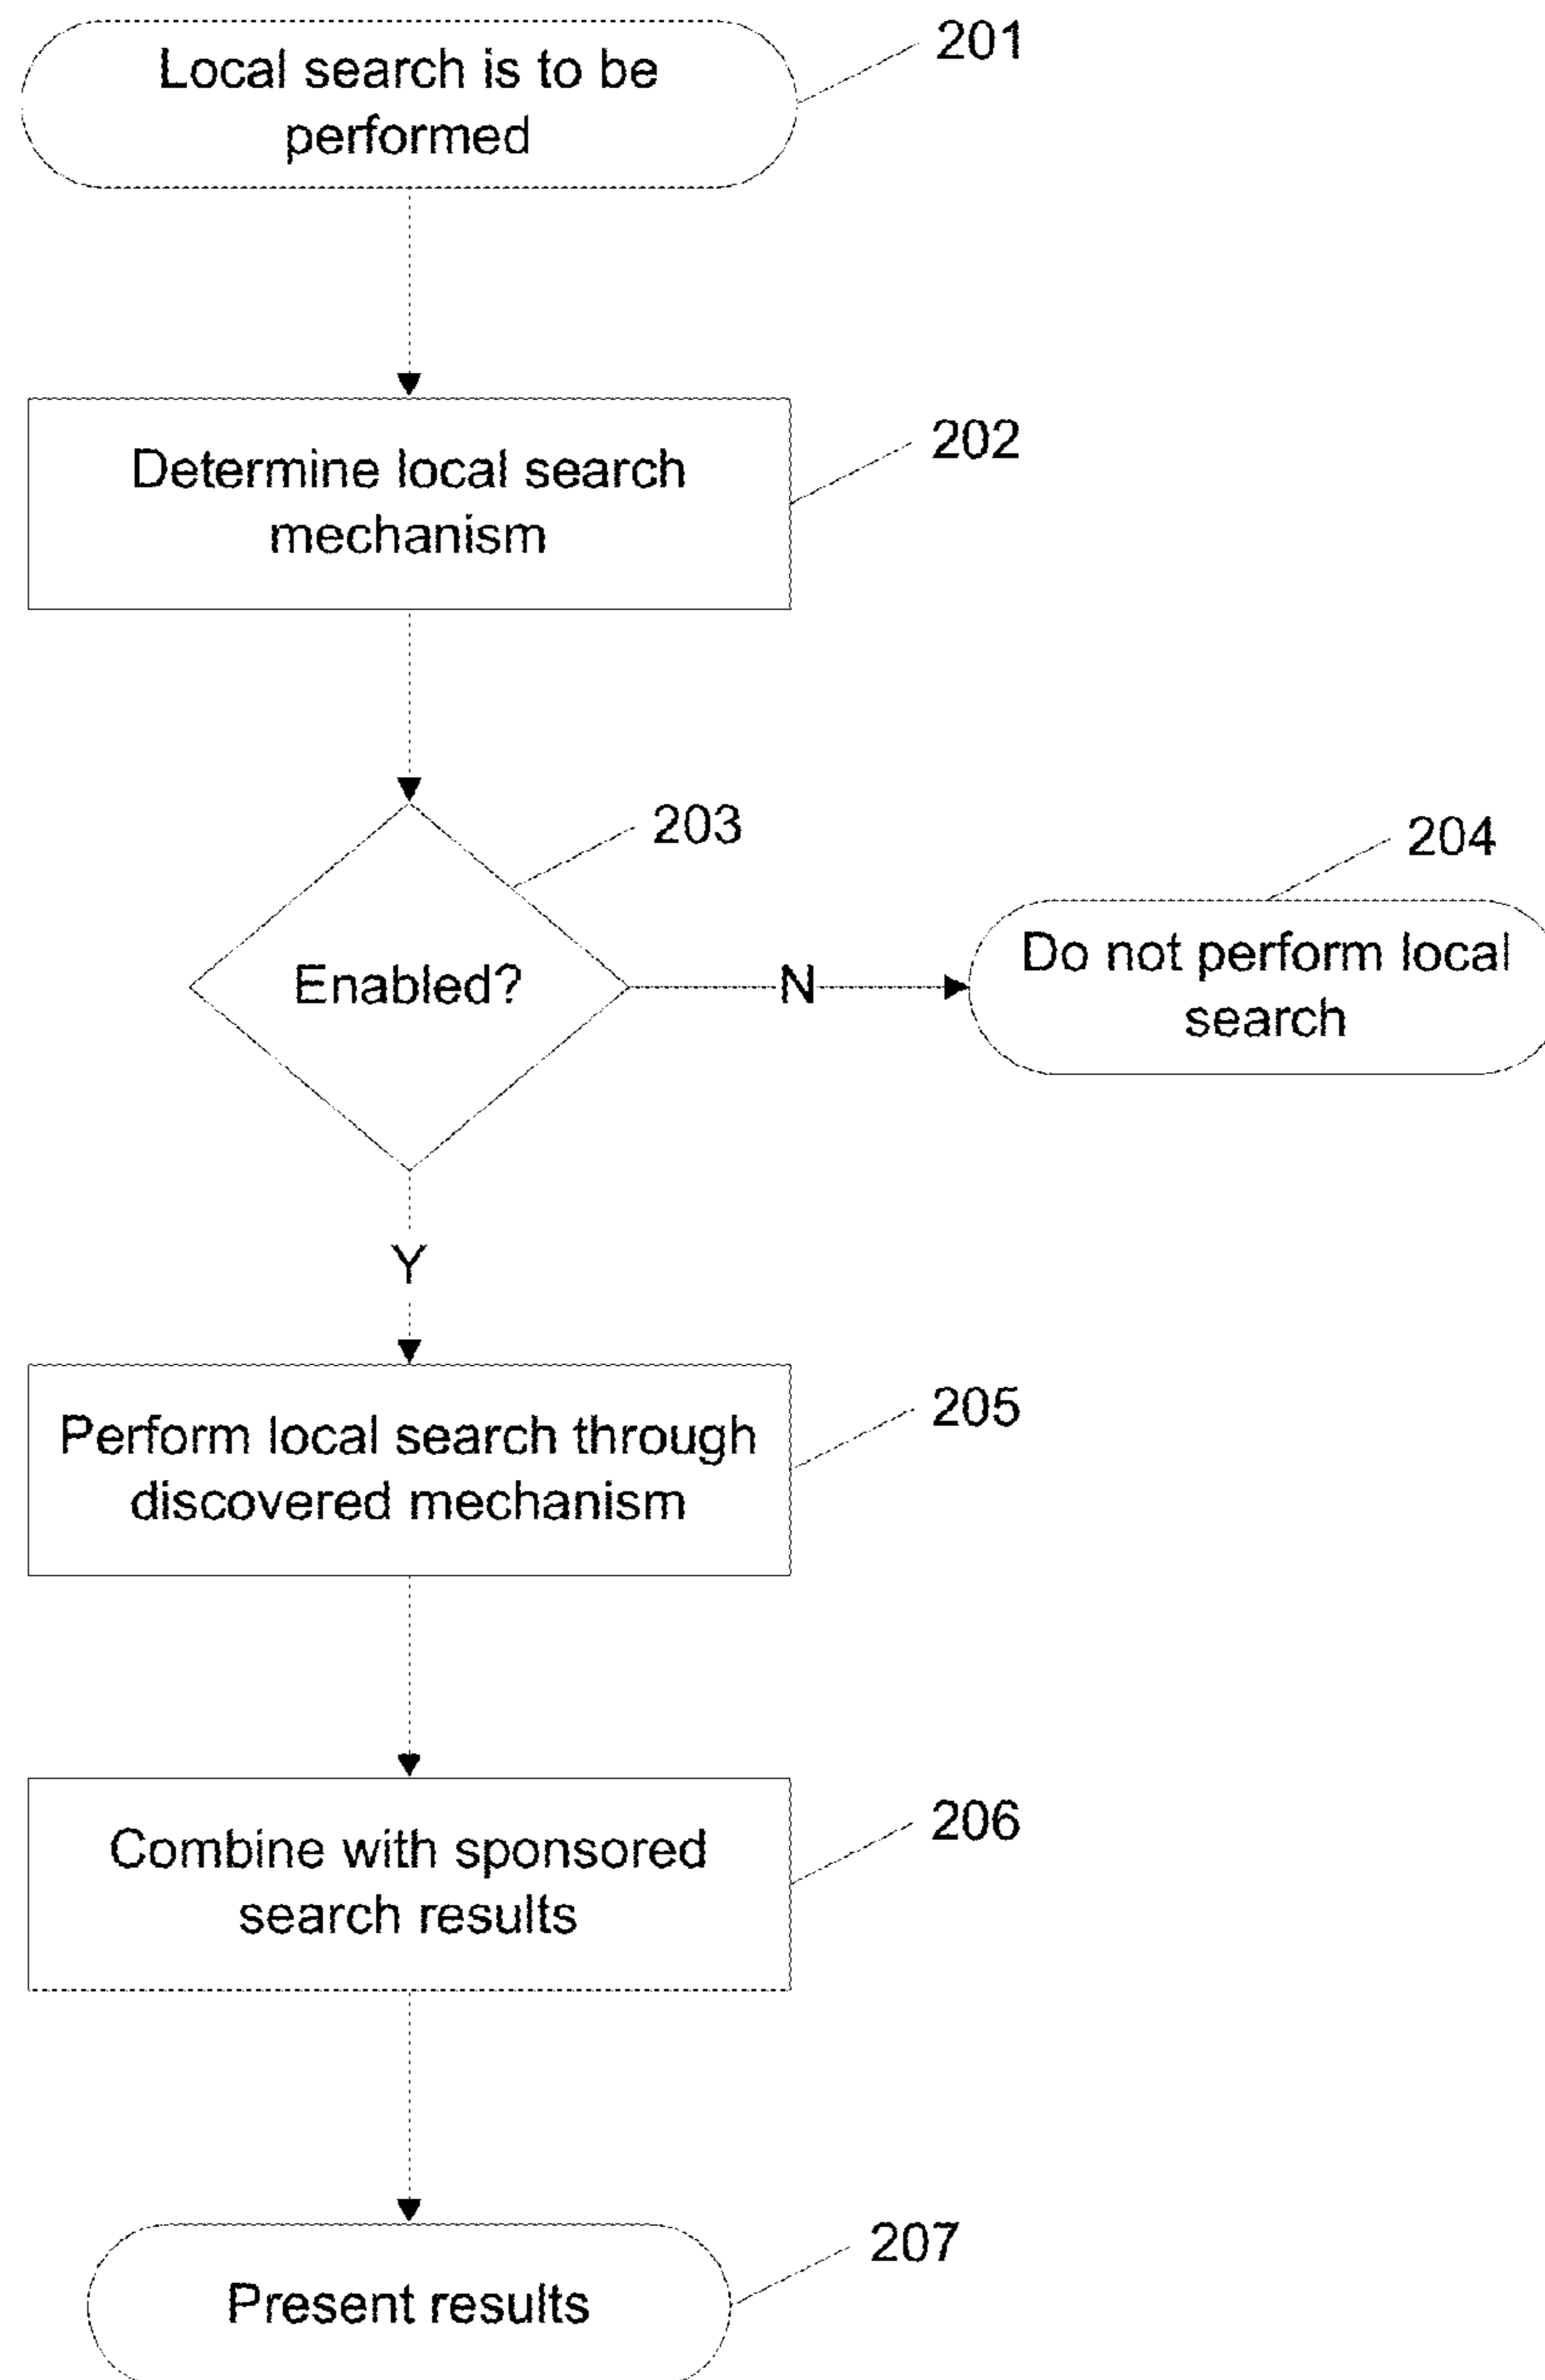 Local search is to be
performed
201
Determine local search
mechanism
202
203
Enabled?
N
204
Do not perform local
search
Y
Perform local search through
discovered mechanism
205
Combine with sponsored
search results
206
Present results
207